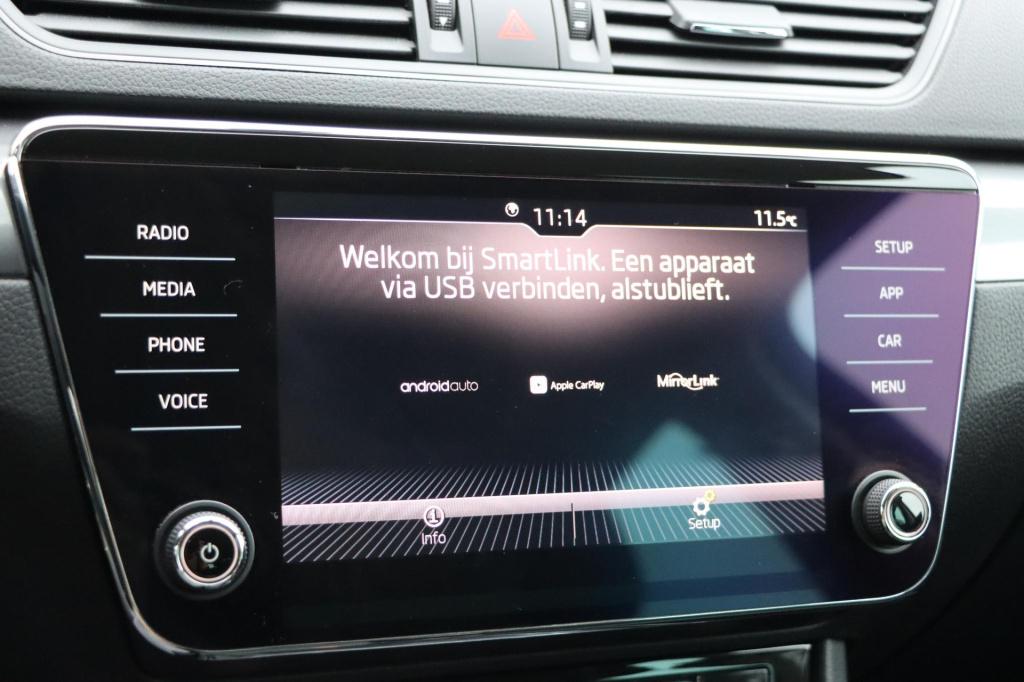 11:14
11.5°C
Welkom bij SmartLink. Een apparaat
via USB verbinden, alstublieft.
RADIO
MEDIA
PHONE
VOICE
androidauto
Apple CarPlay
MirrorLink
SETUP
APP
CAR
MENU
Info
Setup